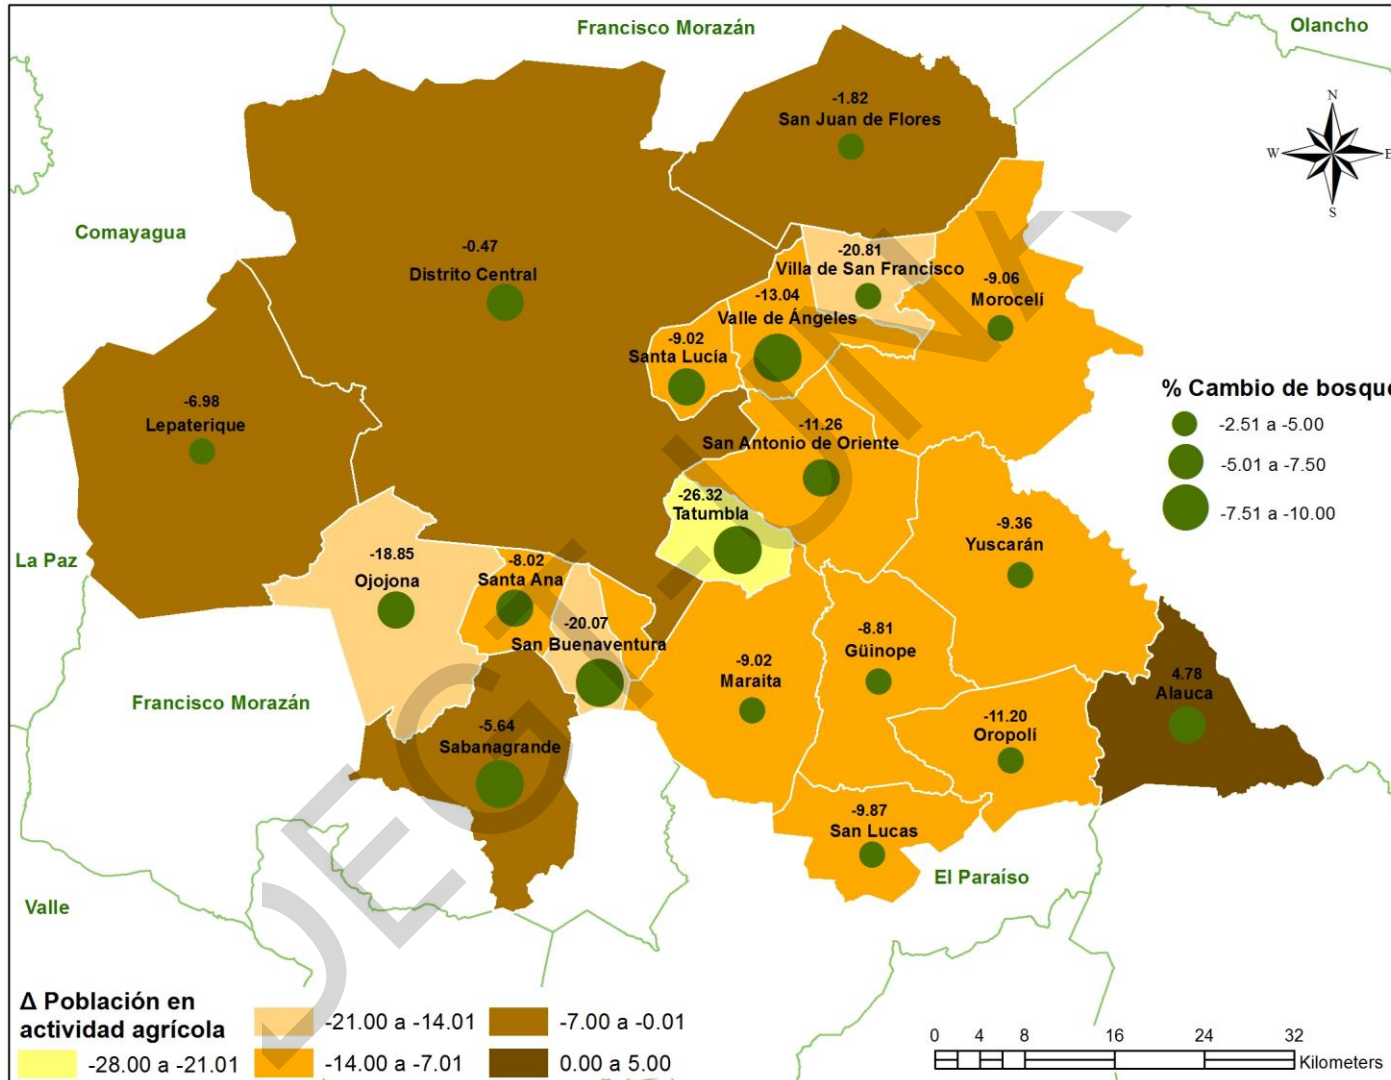 Francisco Morazán
Olancho
-1.82
San Juan de Flores
N
W
E
S
Comayagua
-0.47
Distrito Central
-20.81
Villa de San Francisco
-9.06
Morocelí
-13.04
Valle de Ángeles
-9.02
Santa Lucía
% Cambio de bosque
-2.51 a -5.00
-5.01 a -7.50
-7.51 a -10.00
-6.98
Lepaterique
-11.26
San Antonio de Oriente
-26.32
Tatumbla
-9.36
Yuscarán
La Paz
-18.85
Ojojona
-8.02
Santa Ana
-20.07
San Buenaventura
-8.81
Güinope
-9.02
Maraita
4.78
Alauca
Francisco Morazán
-5.64
Sabanagrande
-11.20
Oropolí
-9.87
San Lucas
El Paraíso
Valle
Δ Población en
actividad agrícola
-28.00 a -21.01
-21.00 a -14.01
-14.00 a -7.01
-7.00 a -0.01
0.00 a 5.00
0 4 8 16 24 32
Kilometers